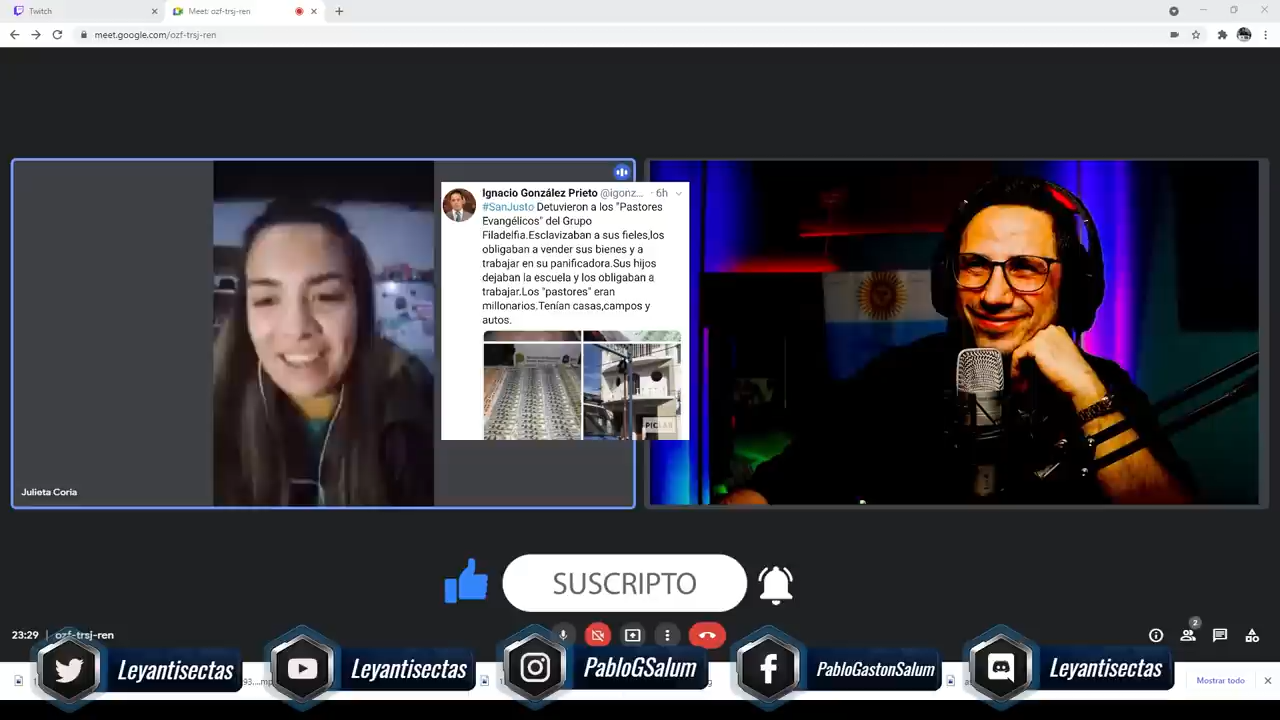 Twitch
Meet: ozf-trsj-ren
meet.google.com/ozf-trsj-ren
Ignacio González Prieto @igonz... · 6h
#SanJusto Detuvieron a los "Pastores
Evangélicos" del Grupo
Filadelfia.Esclavizaban a sus fieles,los
obligaban a vender sus bienes y a
trabajar en su panificadora.Sus hijos
dejaban la escuela y los obligaban a
trabajar.Los "pastores" eran
millonarios.Tenían casas,campos y
autos.
Julieta Coria
SUSCRIPTO
23:29 | ozf-trsj-ren
2
Leyantisectas
Leyantisectas
PabloGSalum
PabloGastonSalum
Leyantisectas
Mostrar todo